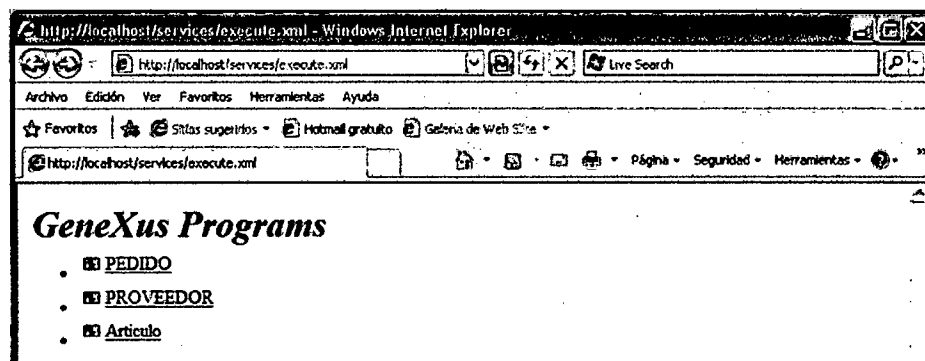 http://localhost/services/execute.xml - Windows Internet Explorer
http://localhost/services/execute.xml
Live Search
Archivo Edición Ver Favoritos Herramientas Ayuda
Favoritos Sitios sugeridos Hotmail gratuito Galería de Web Slice
http://localhost/services/execute.xml
Página Seguridad Herramientas
GeneXus Programs
PEDIDO
PROVEEDOR
Articulo